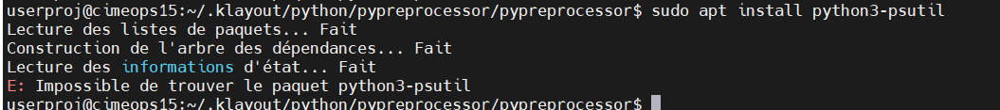 userproj@cimeops15:~/.klayout/python/pypreprocessor/pypreprocessor$ sudo apt install python3-psutil
Lecture des listes de paquets... Fait
Construction de l'arbre des dépendances... Fait
Lecture des informations d'état... Fait
E: Impossible de trouver le paquet python3-psutil
userproj@cimeops15:~/.klayout/python/pypreprocessor/pypreprocessor$